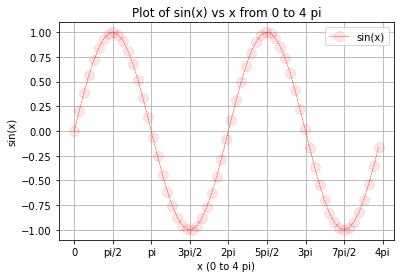 Plot of sin(x) vs x from 0 to 4 pi
sin(x)
1.00
0.75
0.50
0.25
0.00
−0.25
−0.50
−0.75
−1.00
sin(x)
0 pi/2 pi 3pi/2 2pi 5pi/2 3pi 7pi/2 4pi
x (0 to 4 pi)